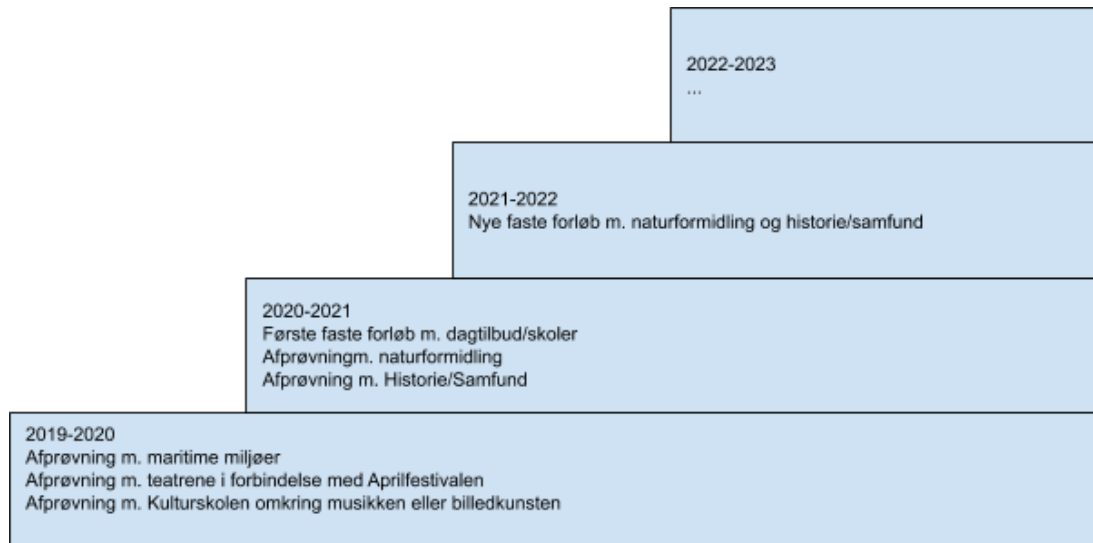 2022-2023
...
2021-2022
Nye faste forløb m. naturformidling og historie/samfund
2020-2021
Første faste forløb m. dagtilbud/skoler
Afprøvningm. naturformidling
Afprøvning m. Historie/Samfund
2019-2020
Afprøvning m. maritime miljøer
Afprøvning m. teatrene i forbindelse med Aprilfestivalen
Afprøvning m. Kulturskolen omkring musikken eller billedkunsten